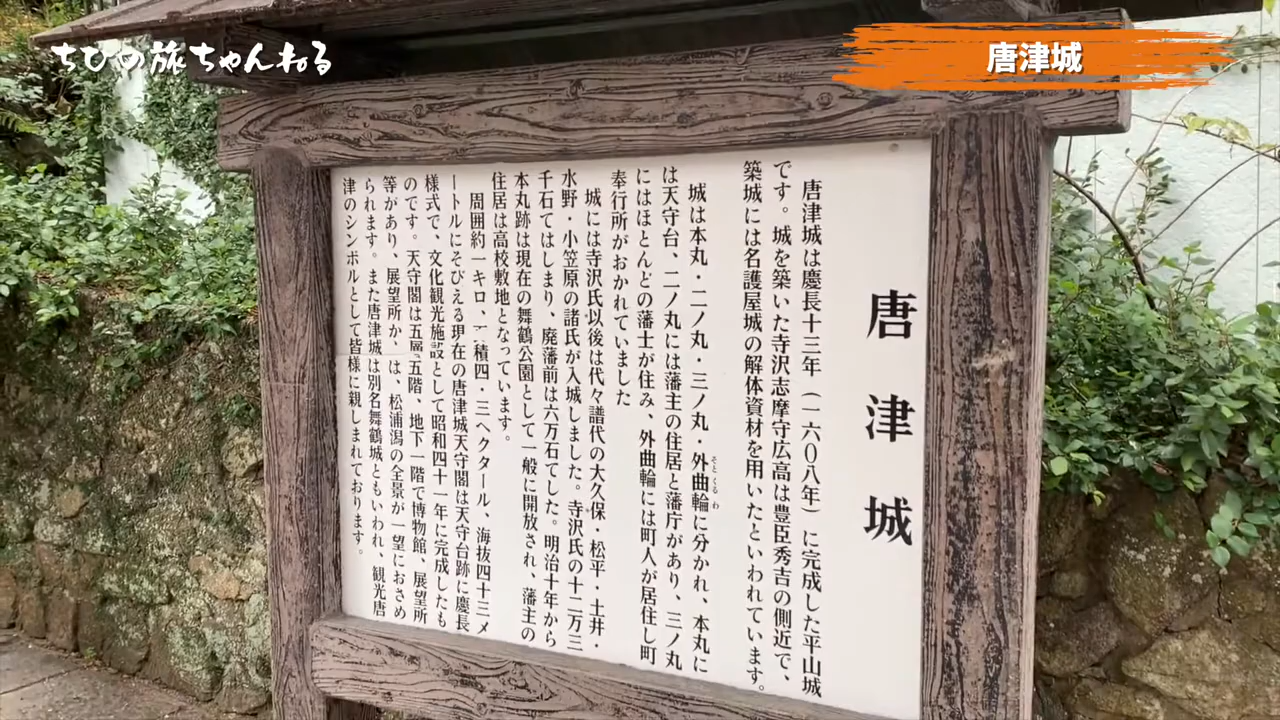 ちひの旅ちゃんねる
唐津城
唐津城
唐津城は慶長十三年(一六〇八年)に完成した平山城
です。城を築いた寺沢志摩守広高は豊臣秀吉の側近で、
築城には名護屋城の解体資材を用いたといわれています。
城は本丸・二ノ丸・三ノ丸・外曲輪に分かれ、本丸に
そとくるわ
は天守台、二ノ丸には藩主の住居と藩庁があり、三ノ丸
にはほとんどの藩士が住み、外曲輪には町人が居住し町
奉行所がおかれていました
城には寺沢氏以後は代々譜代の大久保・松平・土井・
水野・小笠原の諸氏が入城しました。寺沢氏の十二万三
千石てはしまり、廃藩前は六万石てした。明治十年から
本丸跡は現在の舞鶴公園として一般に開放され、藩主の
住居は高校敷地となっています。
周囲約一キロ、積四・三ヘクタール、海抜四十三メ
ートルにそびえる現在の唐津城天守閣は天守台跡に慶長
様式で、文化観光施設として昭和四十一年に完成したも
のです。天守閣は五層五階、地下一階で博物館、展望所
等があり、展望所か、は、松浦潟の全景が一望におさめ
られます。また唐津城は別名舞鶴城ともいわれ、観光唐
津のシンボルとして皆様に親しまれております。